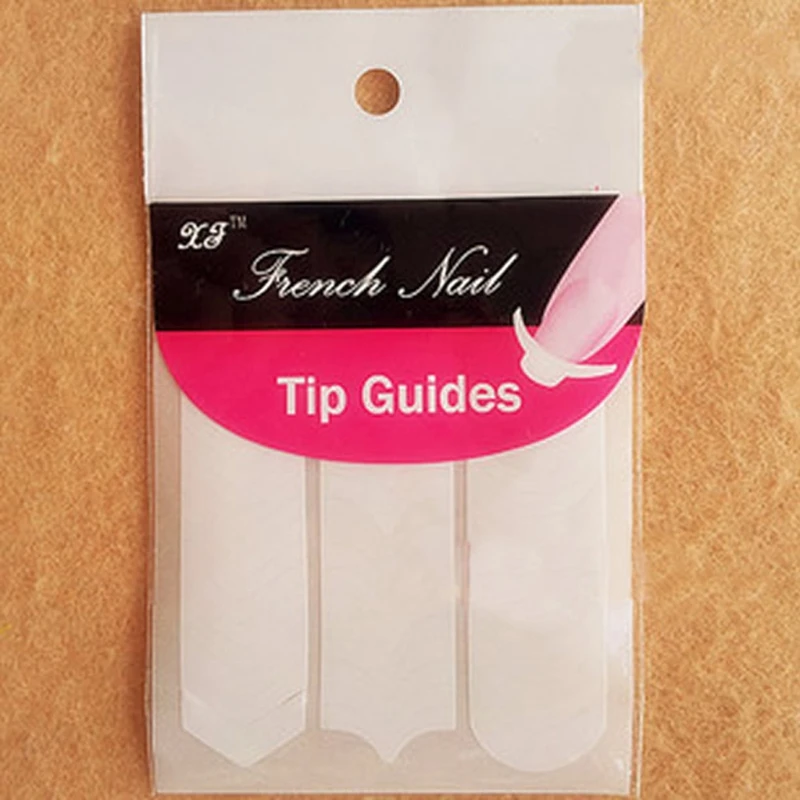 XF™
French Nail
Tip Guides